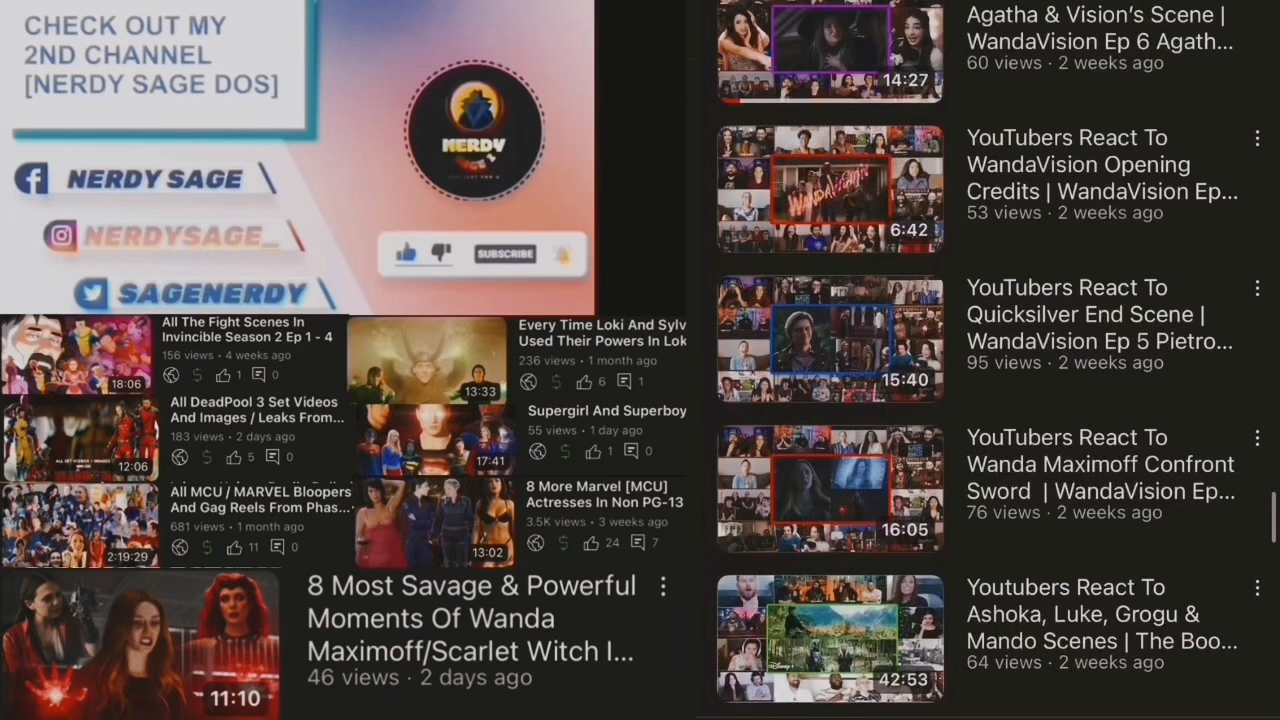 CHECK OUT MY
2ND CHANNEL
[NERDY SAGE DOS]
NERDY SAGE
NERDYSAGE_
SAGENERDY
NERDY
SUBSCRIBE
All The Fight Scenes In
Invincible Season 2 Ep 1 - 4
156 views • 4 weeks ago
1
0
18:06
All DeadPool 3 Set Videos
And Images / Leaks From...
183 views • 2 days ago
5
0
12:06
All MCU / MARVEL Bloopers
And Gag Reels From Phas...
681 views • 1 month ago
11
0
2:19:29
Every Time Loki And Sylv
Used Their Powers In Lok
236 views • 1 month ago
6
1
13:33
Supergirl And Superboy
55 views • 1 day ago
1
0
17:41
8 More Marvel [MCU]
Actresses In Non PG-13
3.5K views • 3 weeks ago
24
7
13:02
8 Most Savage & Powerful
Moments Of Wanda
Maximoff/Scarlet Witch I...
46 views · 2 days ago
11:10
Agatha & Vision's Scene |
WandaVision Ep 6 Agath...
60 views · 2 weeks ago
14:27
YouTubers React To
WandaVision Opening
Credits | WandaVision Ep...
53 views · 2 weeks ago
WANDAVISION
6:42
YouTubers React To
Quicksilver End Scene |
WandaVision Ep 5 Pietro...
95 views · 2 weeks ago
15:40
YouTubers React To
Wanda Maximoff Confront
Sword | WandaVision Ep...
76 views · 2 weeks ago
16:05
Youtubers React To
Ashoka, Luke, Grogu &
Mando Scenes | The Boo...
64 views · 2 weeks ago
Disney+
42:53